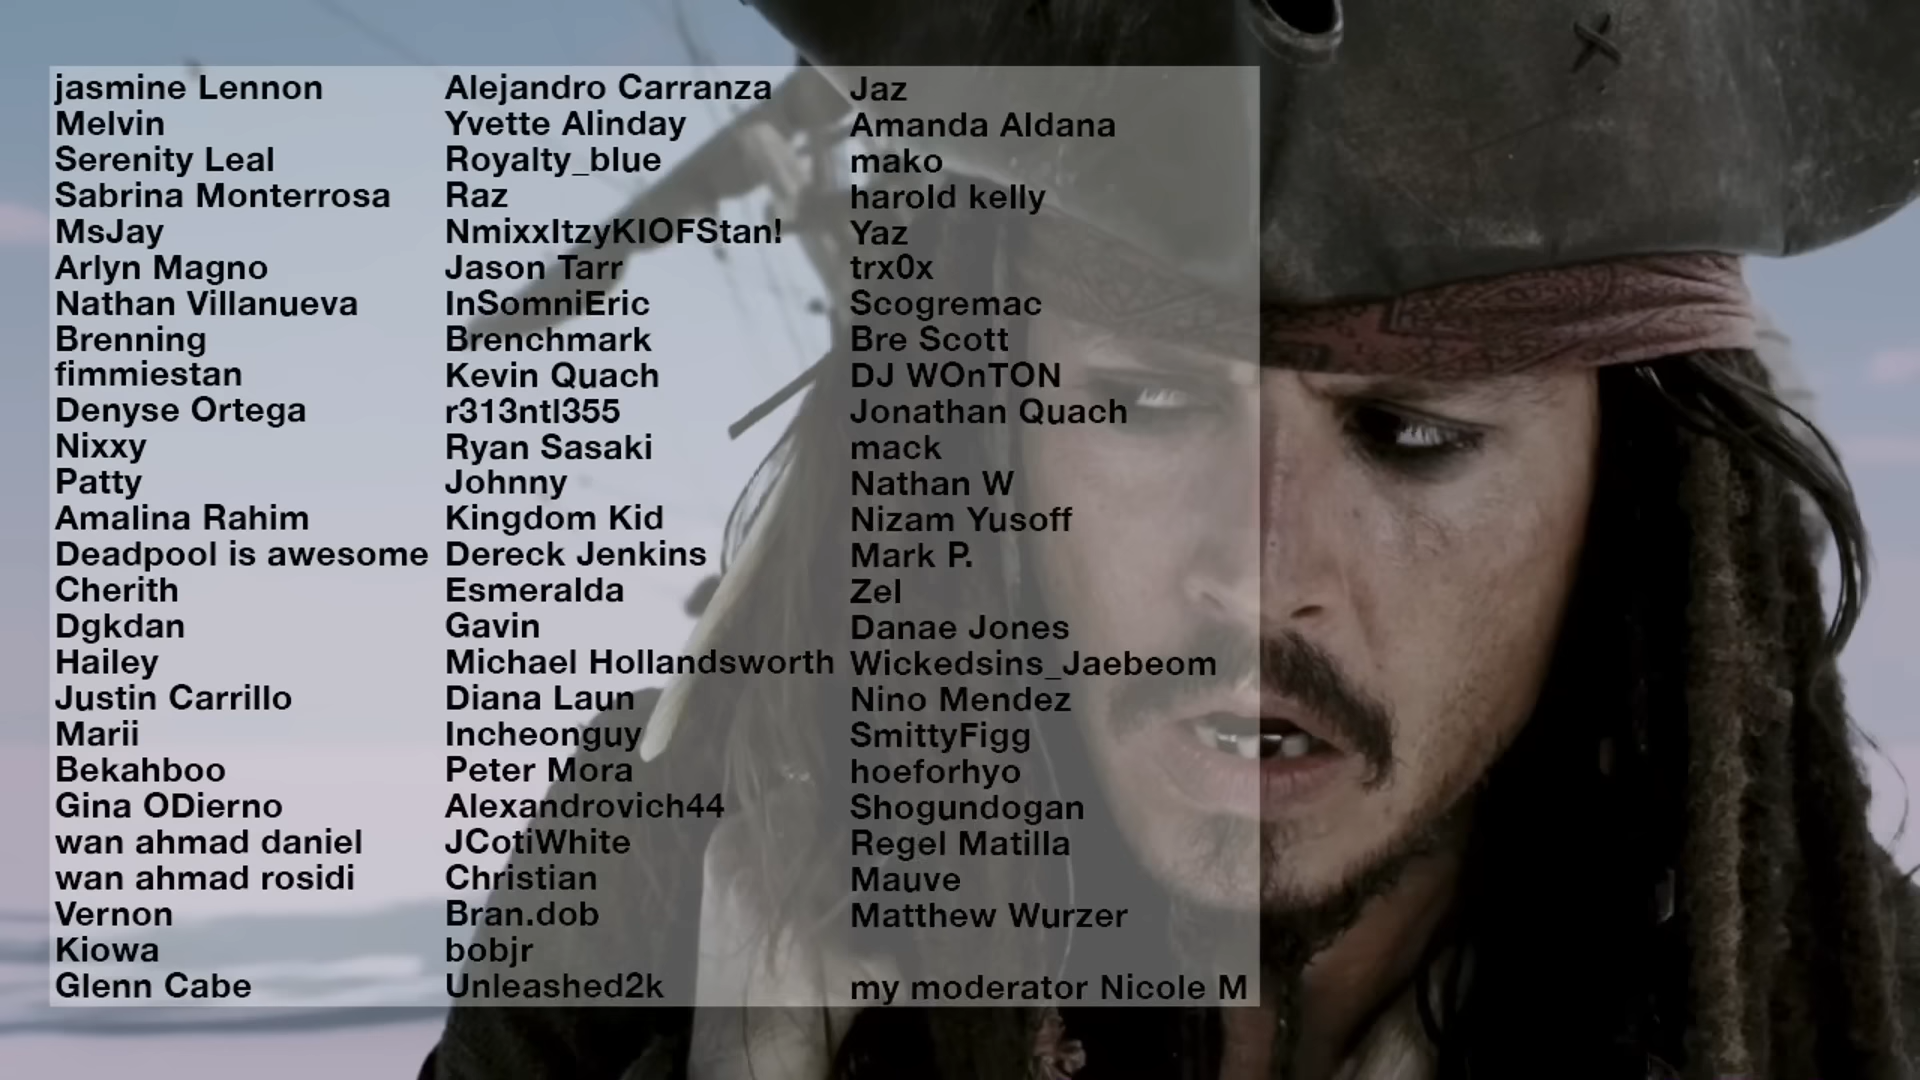 jasmine Lennon
Melvin
Serenity Leal
Sabrina Monterrosa
MsJay
Arlyn Magno
Nathan Villanueva
Brenning
fimmiestan
Denyse Ortega
Nixxy
Patty
Amalina Rahim
Deadpool is awesome
Cherith
Dgkdan
Hailey
Justin Carrillo
Marii
Bekahboo
Gina ODierno
wan ahmad daniel
wan ahmad rosidi
Vernon
Kiowa
Glenn Cabe
Alejandro Carranza
Yvette Alinday
Royalty_blue
Raz
NmixxItzyKIOFStan!
Jason Tarr
InSomniEric
Brenchmark
Kevin Quach
r313ntl355
Ryan Sasaki
Johnny
Kingdom Kid
Dereck Jenkins
Esmeralda
Gavin
Michael Hollandsworth
Diana Laun
Incheonguy
Peter Mora
Alexandrovich44
JCotiWhite
Christian
Bran.dob
bobjr
Unleashed2k
Jaz
Amanda Aldana
mako
harold kelly
Yaz
trx0x
Scogremac
Bre Scott
DJ WOnTON
Jonathan Quach
mack
Nathan W
Nizam Yusoff
Mark P.
Zel
Danae Jones
Wickedsins_Jaebeom
Nino Mendez
SmittyFigg
hoeforhyo
Shogundogan
Regel Matilla
Mauve
Matthew Wurzer
my moderator Nicole M